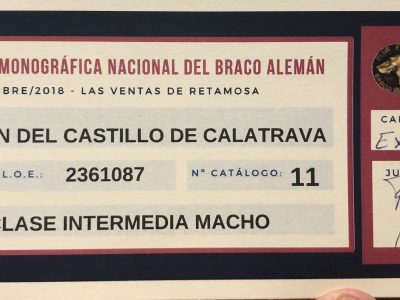 MONOGRÁFICA NACIONAL DEL BRACO ALEMÁN
BRE/2018 - LAS VENTAS DE RETAMOSA
N DEL CASTILLO DE CALATRAVA
L.O.E.: 2361087 Nº CATÁLOGO: 11
CLASE INTERMEDIA MACHO
CA
Ex
JU